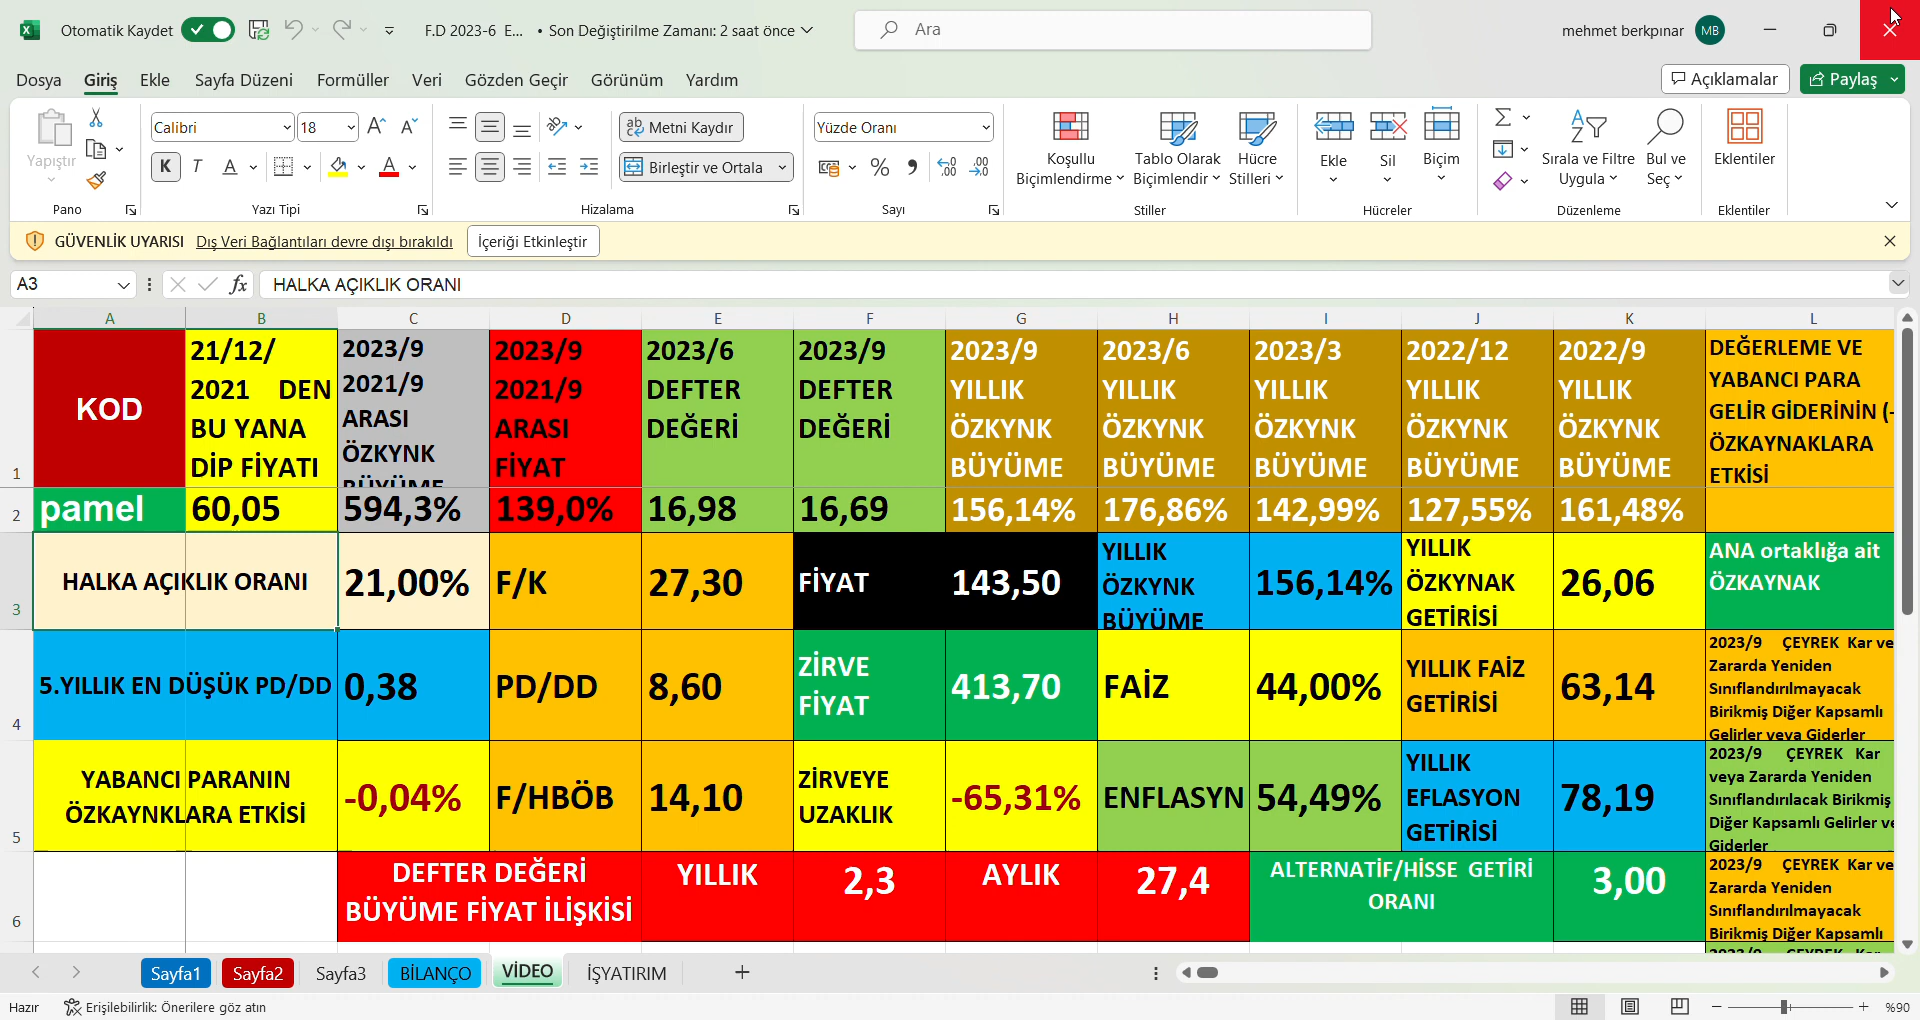 Otomatik Kaydet
F.D 2023-6 E... • Son Değiştirilme Zamanı: 2 saat önce
Ara
mehmet berkpınar MB
Dosya Giriş Ekle Sayfa Düzeni Formüller Veri Gözden Geçir Görünüm Yardım
Açıklamalar Paylaş
Yapıştır
Pano
Calibri 18
K T A A
Yazı Tipi
Metni Kaydır
Birleştir ve Ortala
Hizalama
Yüzde Oranı
Sayı
Koşullu
Biçimlendirme
Tablo Olarak
Biçimlendir
Hücre
Stilleri
Stiller
Ekle Sil Biçim
Hücreler
Sırala ve Filtre
Uygula
Bul ve
Seç
Düzenleme
Eklentiler
Eklentiler
GÜVENLİK UYARISI Dış Veri Bağlantıları devre dışı bırakıldı İçeriği Etkinleştir
A3 fx HALKA AÇIKLIK ORANI
A B C D E F G H I J K L
1
KOD
21/12/
2021 DEN
BU YANA
DİP FİYATI
2023/9
2021/9
ARASI
ÖZKYNK
BÜYÜME
2023/9
2021/9
ARASI
FİYAT
2023/6
DEFTER
DEĞERİ
2023/9
DEFTER
DEĞERİ
2023/9
YILLIK
ÖZKYNK
BÜYÜME
2023/6
YILLIK
ÖZKYNK
BÜYÜME
2023/3
YILLIK
ÖZKYNK
BÜYÜME
2022/12
YILLIK
ÖZKYNK
BÜYÜME
2022/9
YILLIK
ÖZKYNK
BÜYÜME
DEĞERLEME VE
YABANCI PARA
GELİR GİDERİNİN (-
ÖZKAYNAKLARA
ETKİSİ
2 pamel 60,05 594,3% 139,0% 16,98 16,69 156,14% 176,86% 142,99% 127,55% 161,48%
3
HALKA AÇIKLIK ORANI 21,00% F/K 27,30 FİYAT 143,50
YILLIK
ÖZKYNK
BÜYÜME
156,14%
YILLIK
ÖZKYNAK
GETİRİSİ
26,06
ANA ortaklığa ait
ÖZKAYNAK
4
5.YILLIK EN DÜŞÜK PD/DD 0,38 PD/DD 8,60
ZİRVE
FİYAT
413,70 FAİZ 44,00%
YILLIK FAİZ
GETİRİSİ
63,14
2023/9 ÇEYREK Kar ve
Zararda Yeniden
Sınıflandırılmayacak
Birikmiş Diğer Kapsamlı
Gelirler veya Giderler
5
YABANCI PARANIN
ÖZKAYNKLARA ETKİSİ
-0,04% F/HBÖB 14,10
ZİRVEYE
UZAKLIK
-65,31% ENFLASYN 54,49%
YILLIK
EFLASYON
GETİRİSİ
78,19
2023/9 ÇEYREK Kar
veya Zararda Yeniden
Sınıflandırılacak Birikmiş
Diğer Kapsamlı Gelirler ve
Giderler
6
DEFTER DEĞERİ
BÜYÜME FİYAT İLİŞKİSİ
YILLIK 2,3 AYLIK 27,4
ALTERNATİF/HİSSE GETİRİ
ORANI
3,00
2023/9 ÇEYREK Kar ve
Zararda Yeniden
Sınıflandırılmayacak
Birikmiş Diğer Kapsamlı
Sayfa1 Sayfa2 Sayfa3 BİLANÇO VİDEO İŞYATIRIM
Hazır Erişilebilirlik: Önerilere göz atın %90